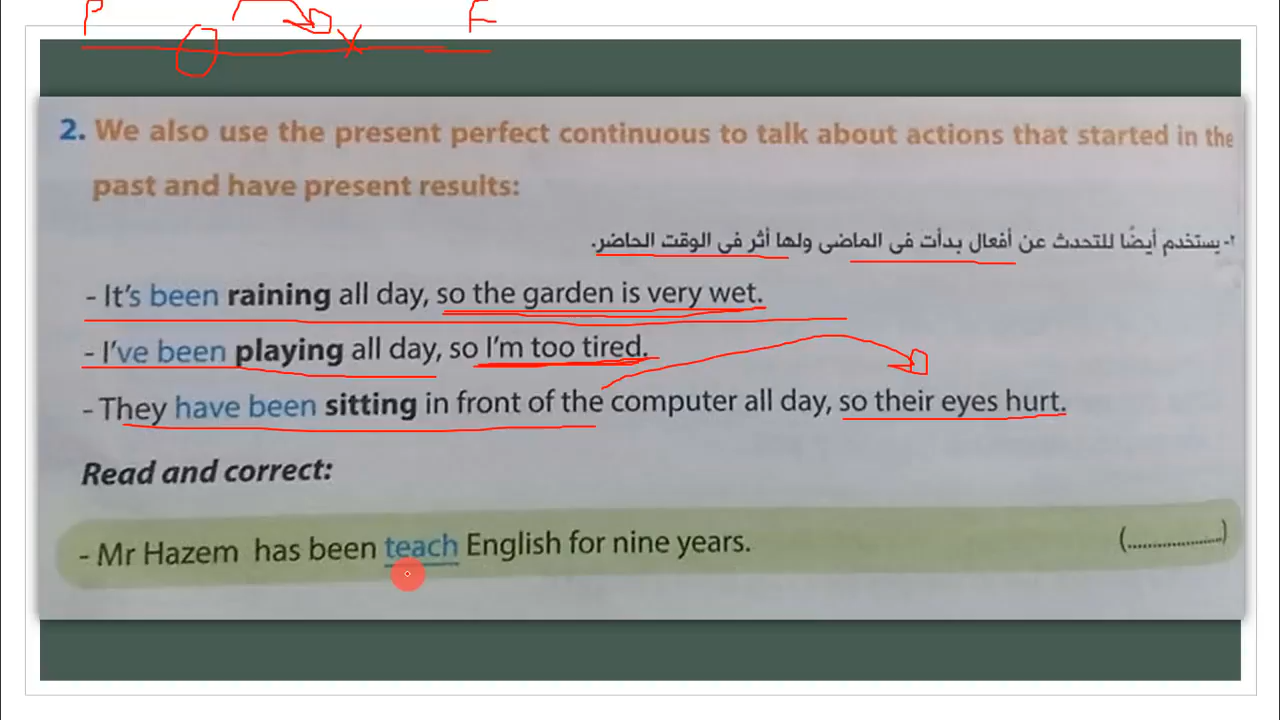 P F
2. We also use the present perfect continuous to talk about actions that started in the
past and have present results:
٢- يستخدم أيضًا للتحدث عن أفعال بدأت فى الماضى ولها أثر فى الوقت الحاضر.
- It's been raining all day, so the garden is very wet.
- I've been playing all day, so I'm too tired.
- They have been sitting in front of the computer all day, so their eyes hurt.
Read and correct:
- Mr Hazem has been teach English for nine years. (....................)